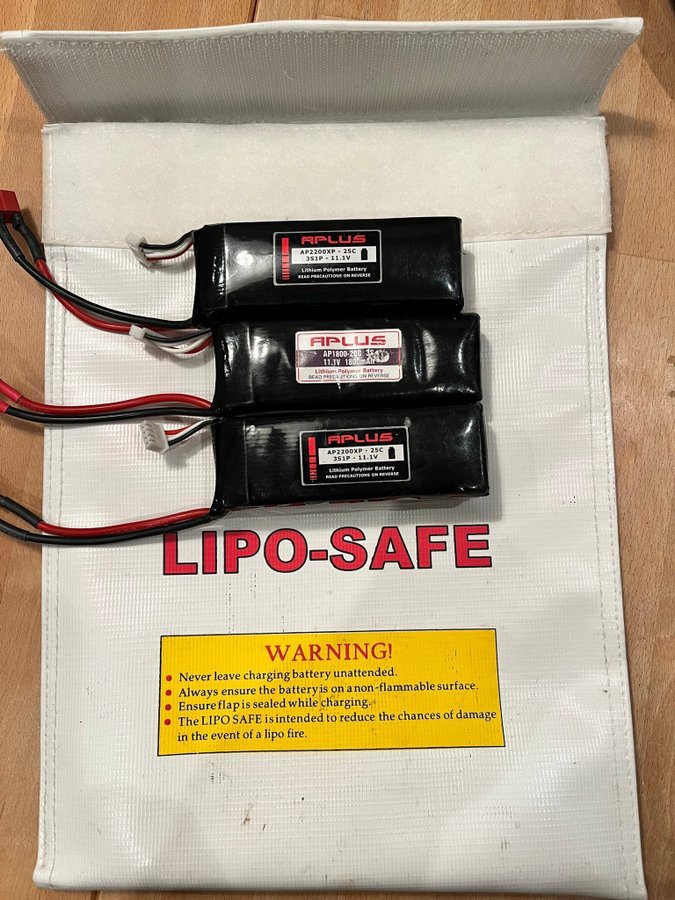 APLUS
AP2200XP - 25C
3S1P - 11.1V
Lithium Polymer Battery
READ PRECAUTIONS ON REVERSE
APLUS
AP1800-20C 3S
11.1V 1800mAh
Lithium Polymer Battery
READ PRECAUTIONS ON REVERSE
APLUS
AP2200XP - 25C
3S1P - 11.1V
Lithium Polymer Battery
READ PRECAUTIONS ON REVERSE
LIPO-SAFE
WARNING!
Never leave charging battery unattended.
Always ensure the battery is on a non-flammable surface.
Ensure flap is sealed while charging.
The LIPO SAFE is intended to reduce the chances of damage
in the event of a lipo fire.